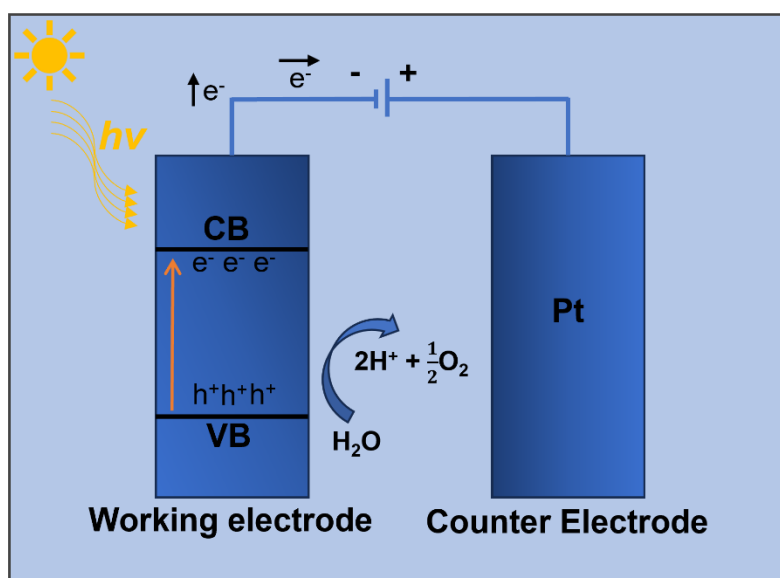 e⁻ - +
↑e⁻
hv
CB
e⁻ e⁻ e⁻
Pt
2H⁺ + ½O₂
h⁺h⁺h⁺
VB
H₂O
Working electrode Counter Electrode